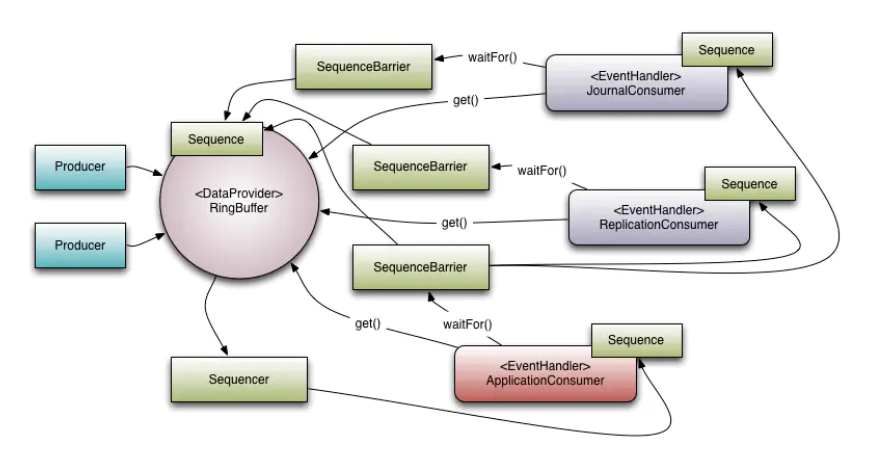 SequenceBarrier
waitFor()
Sequence
<EventHandler>
JournalConsumer
get()
Sequence
Producer
<DataProvider>
RingBuffer
SequenceBarrier
waitFor()
Sequence
<EventHandler>
ReplicationConsumer
get()
Producer
SequenceBarrier
get()
waitFor()
Sequence
<EventHandler>
ApplicationConsumer
Sequencer